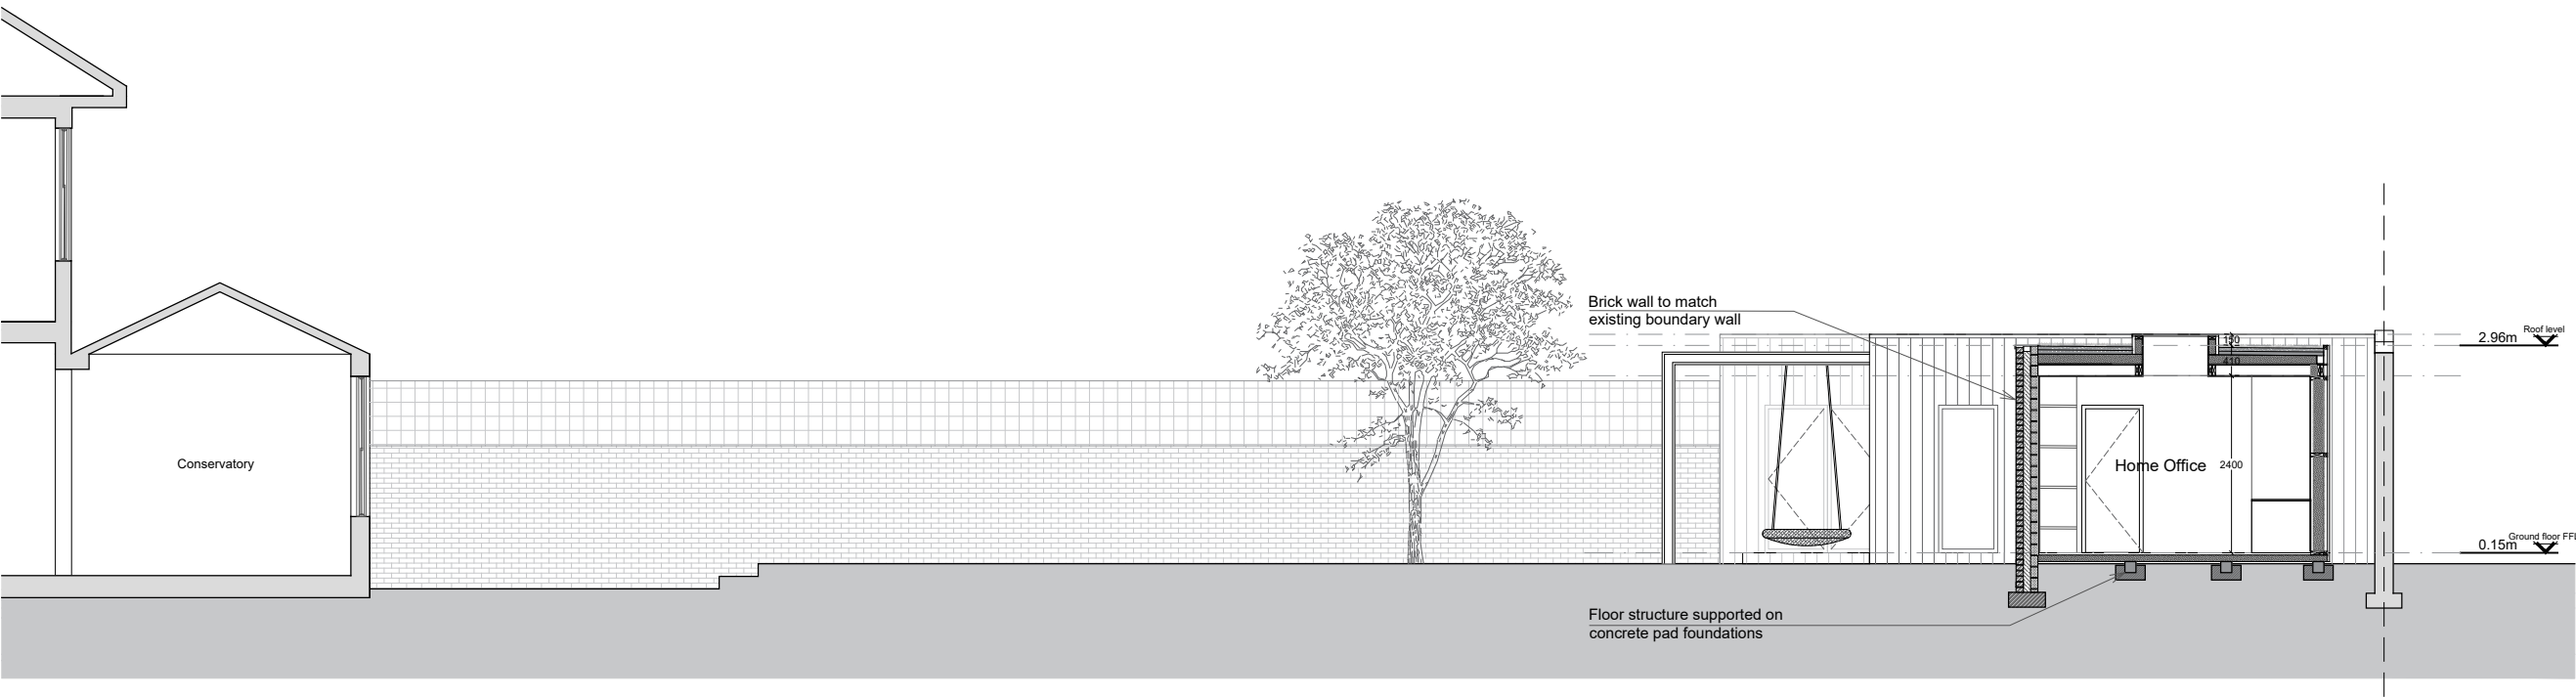 Brick wall to match
existing boundary wall
Roof level
2.96m
150
410
Conservatory
Home Office
2400
Ground floor FFL
0.15m
Floor structure supported on
concrete pad foundations